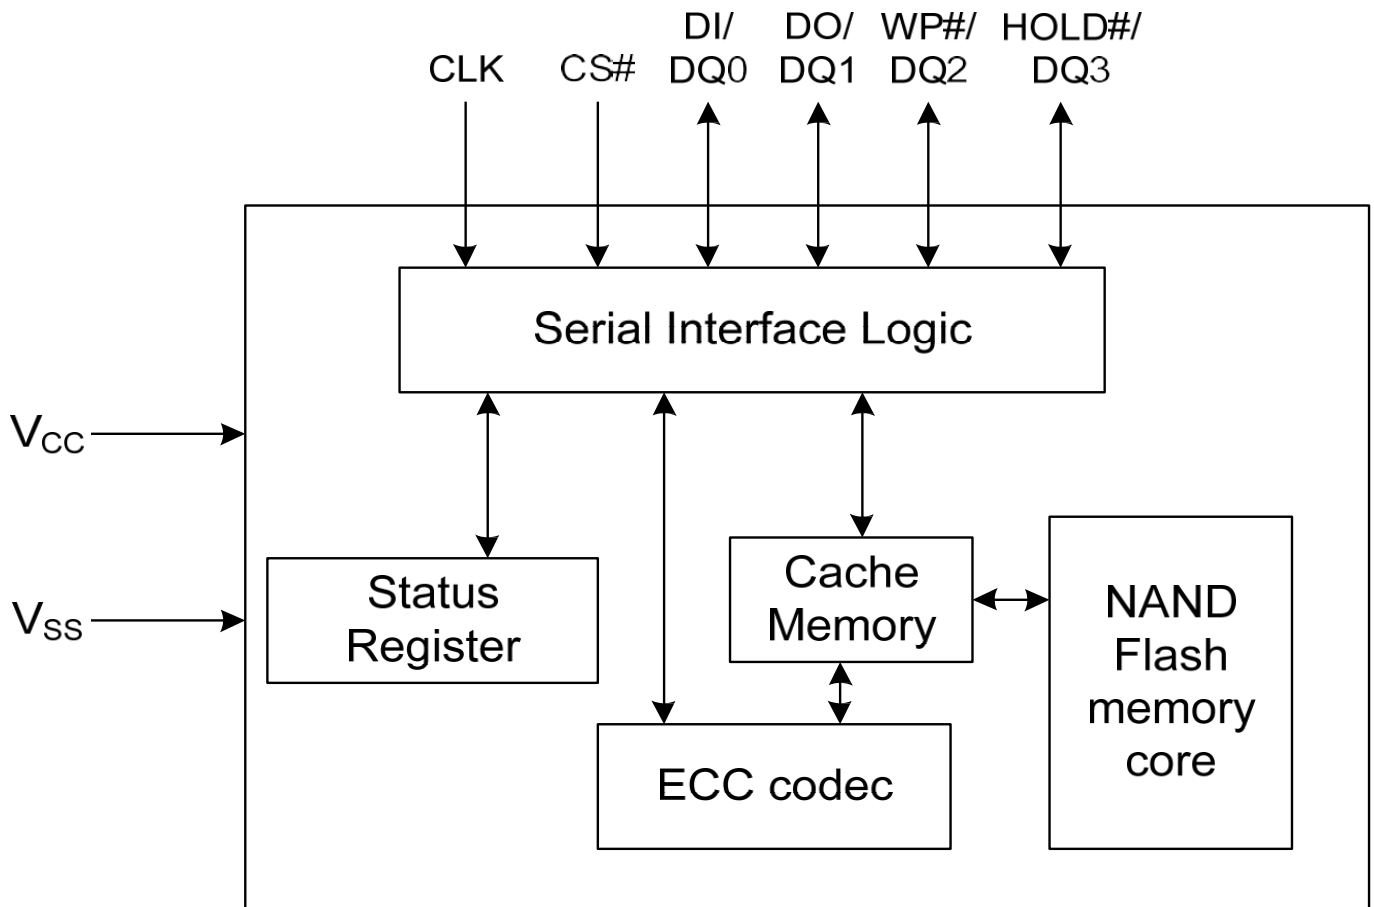 DI/ DO/ WP#/ HOLD#/
CLK CS# DQ0 DQ1 DQ2 DQ3
Serial Interface Logic
VCC
VSS
Status
Register
Cache
Memory
NAND
Flash
memory
core
ECC codec